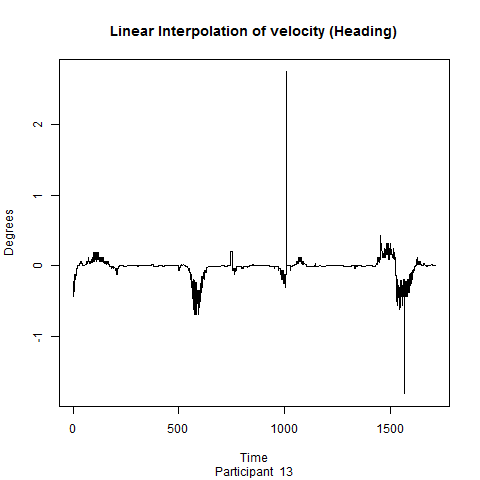 Linear Interpolation of velocity (Heading)
Degrees
2
1
0
-1
0 500 1000 1500
Time
Participant 13